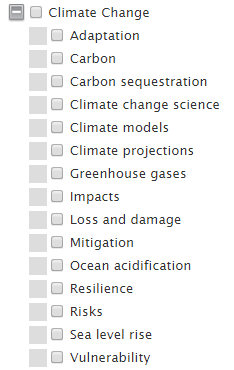 Climate Change
Adaptation
Carbon
Carbon sequestration
Climate change science
Climate models
Climate projections
Greenhouse gases
Impacts
Loss and damage
Mitigation
Ocean acidification
Resilience
Risks
Sea level rise
Vulnerability